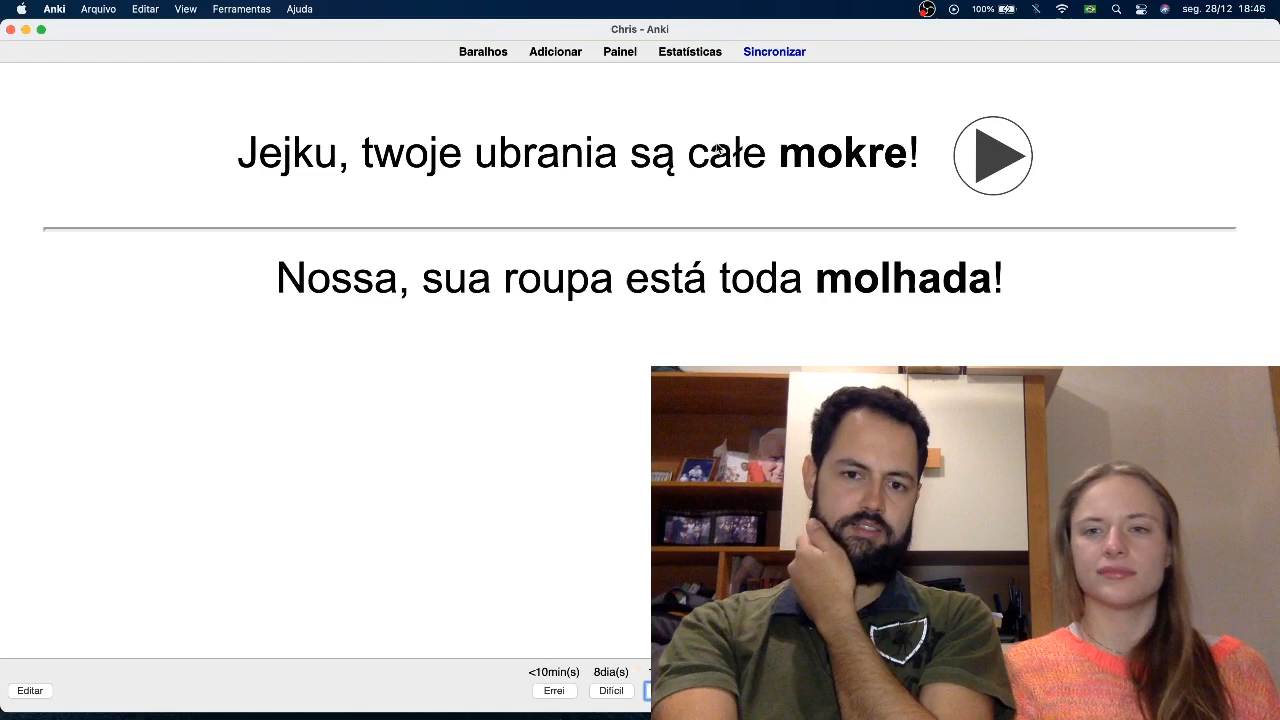 Anki Arquivo Editar View Ferramentas Ajuda 100% seg. 28/12 18:46
Chris - Anki
Baralhos Adicionar Painel Estatísticas Sincronizar
Jejku, twoje ubrania są całe mokre!
Nossa, sua roupa está toda molhada!
<10min(s) 8dia(s)
Editar Errei Difícil